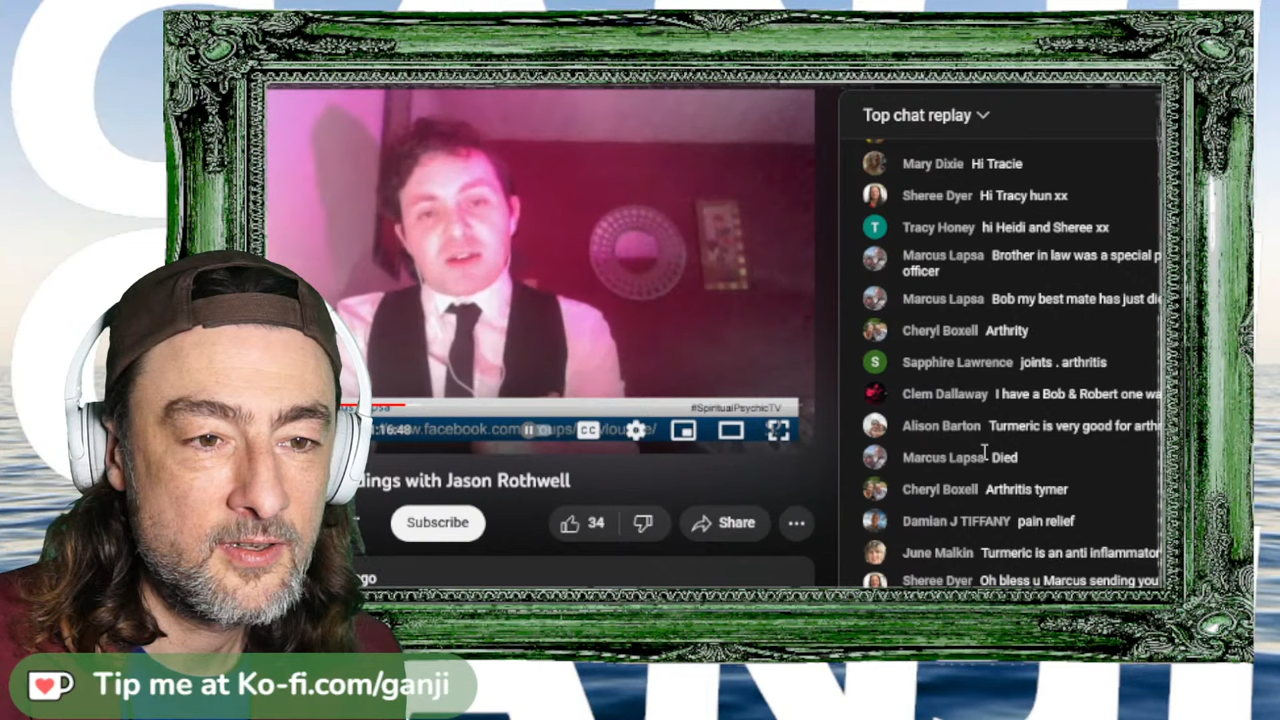 Top chat replay
Mary Dixie Hi Tracie
Sheree Dyer Hi Tracy hun xx
T Tracy Honey hi Heidi and Sheree xx
Marcus Lapsa Brother in law was a special p
officer
Marcus Lapsa Bob my best mate has just di
Cheryl Boxell Arthrity
S Sapphire Lawrence joints . arthritis
Clem Dallaway I have a Bob & Robert one wa
Alison Barton Turmeric is very good for arth
Marcus Lapsa Died
Cheryl Boxell Arthritis tymer
Damian J TIFFANY pain relief
June Malkin Turmeric is an anti inflammator
Sheree Dyer Oh bless u Marcus sending you
#SpiritualPsychicTV
:16:48
w.facebook.com
CC
dings with Jason Rothwell
Subscribe
34
Share
go
Tip me at Ko-fi.com/ganji